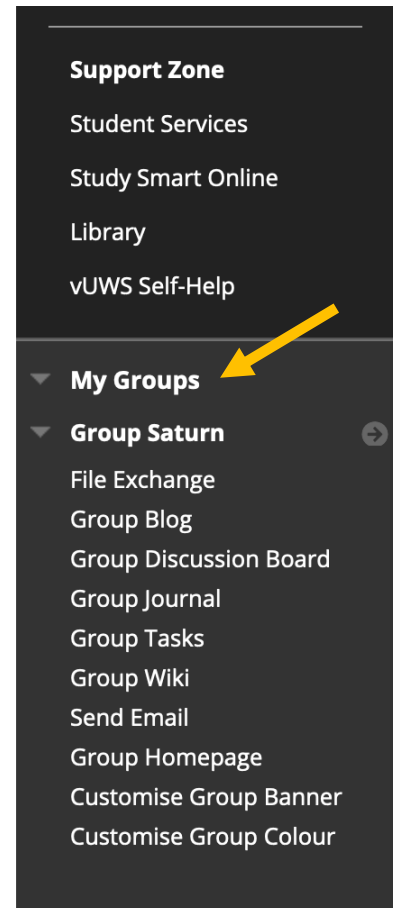 Support Zone
Student Services
Study Smart Online
Library
vUWS Self-Help
My Groups
Group Saturn
File Exchange
Group Blog
Group Discussion Board
Group Journal
Group Tasks
Group Wiki
Send Email
Group Homepage
Customise Group Banner
Customise Group Colour